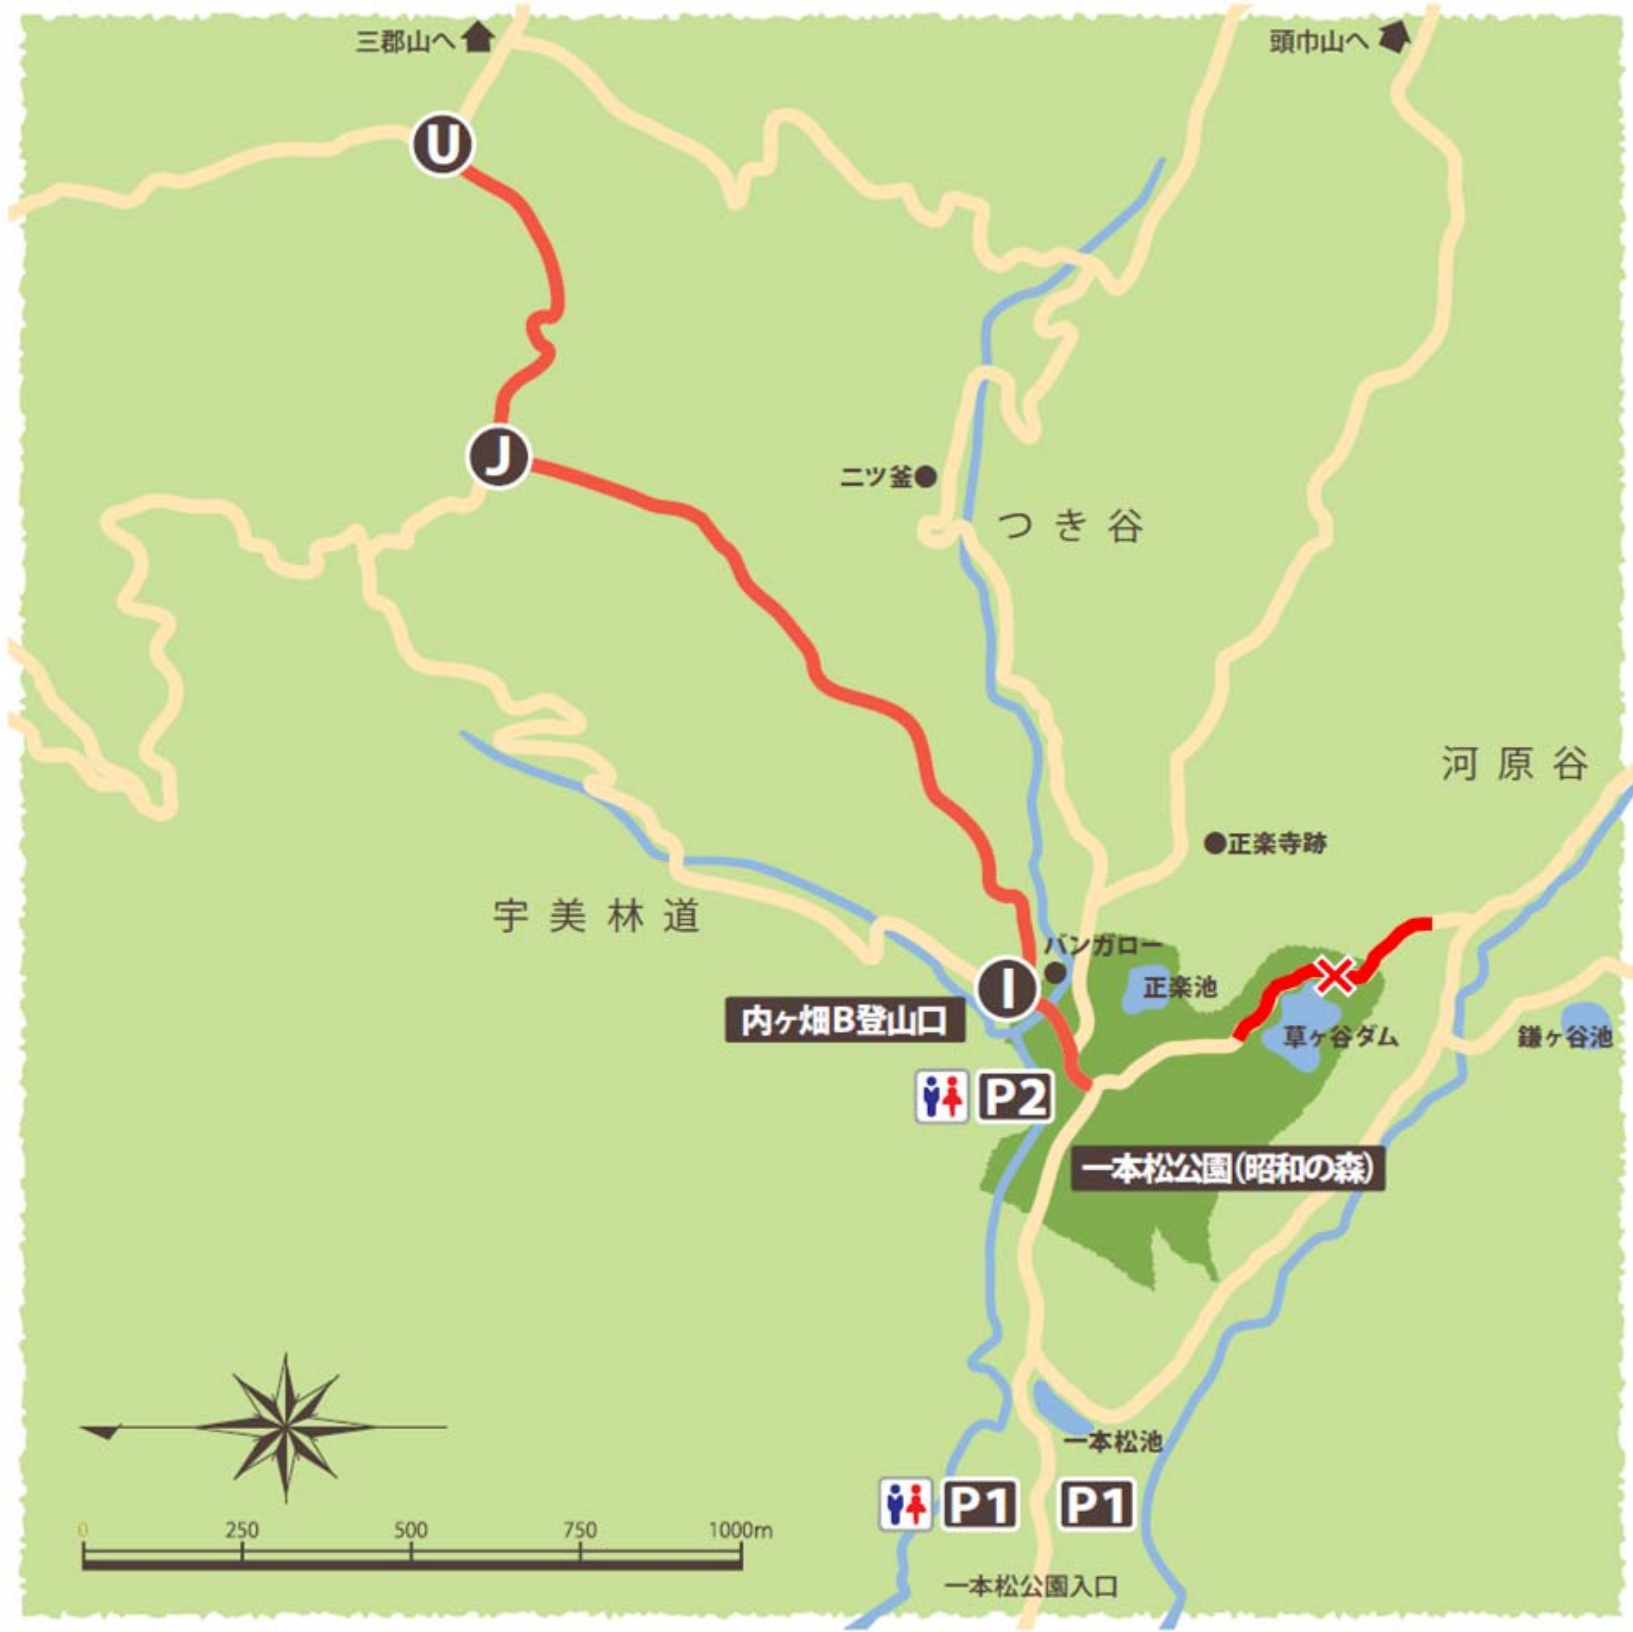 三郡山へ
頭巾山へ
U
J
二ツ釜
つき谷
河原谷
正楽寺跡
宇美林道
バンガロー
I
正楽池
内ヶ畑B登山口
草ヶ谷ダム
鎌ヶ谷池
P2
一本松公園(昭和の森)
一本松池
P1
P1
0 250 500 750 1000m
一本松公園入口